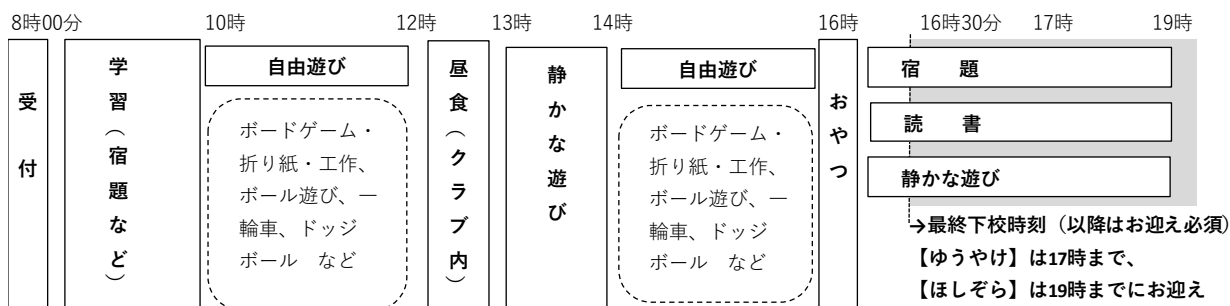 8時00分 10時 12時 13時 14時 16時 16時30分 17時 19時
受付
学習（宿題など）
自由遊び
ボードゲーム・
折り紙・工作、
ボール遊び、一
輪車、ドッジ
ボール など
昼食（クラブ内）
静かな遊び
自由遊び
ボードゲーム・
折り紙・工作、
ボール遊び、一
輪車、ドッジ
ボール など
おやつ
宿 題
読 書
静かな遊び
→最終下校時刻（以降はお迎え必須）
【ゆうやけ】は17時まで、
【ほしぞら】は19時までにお迎え